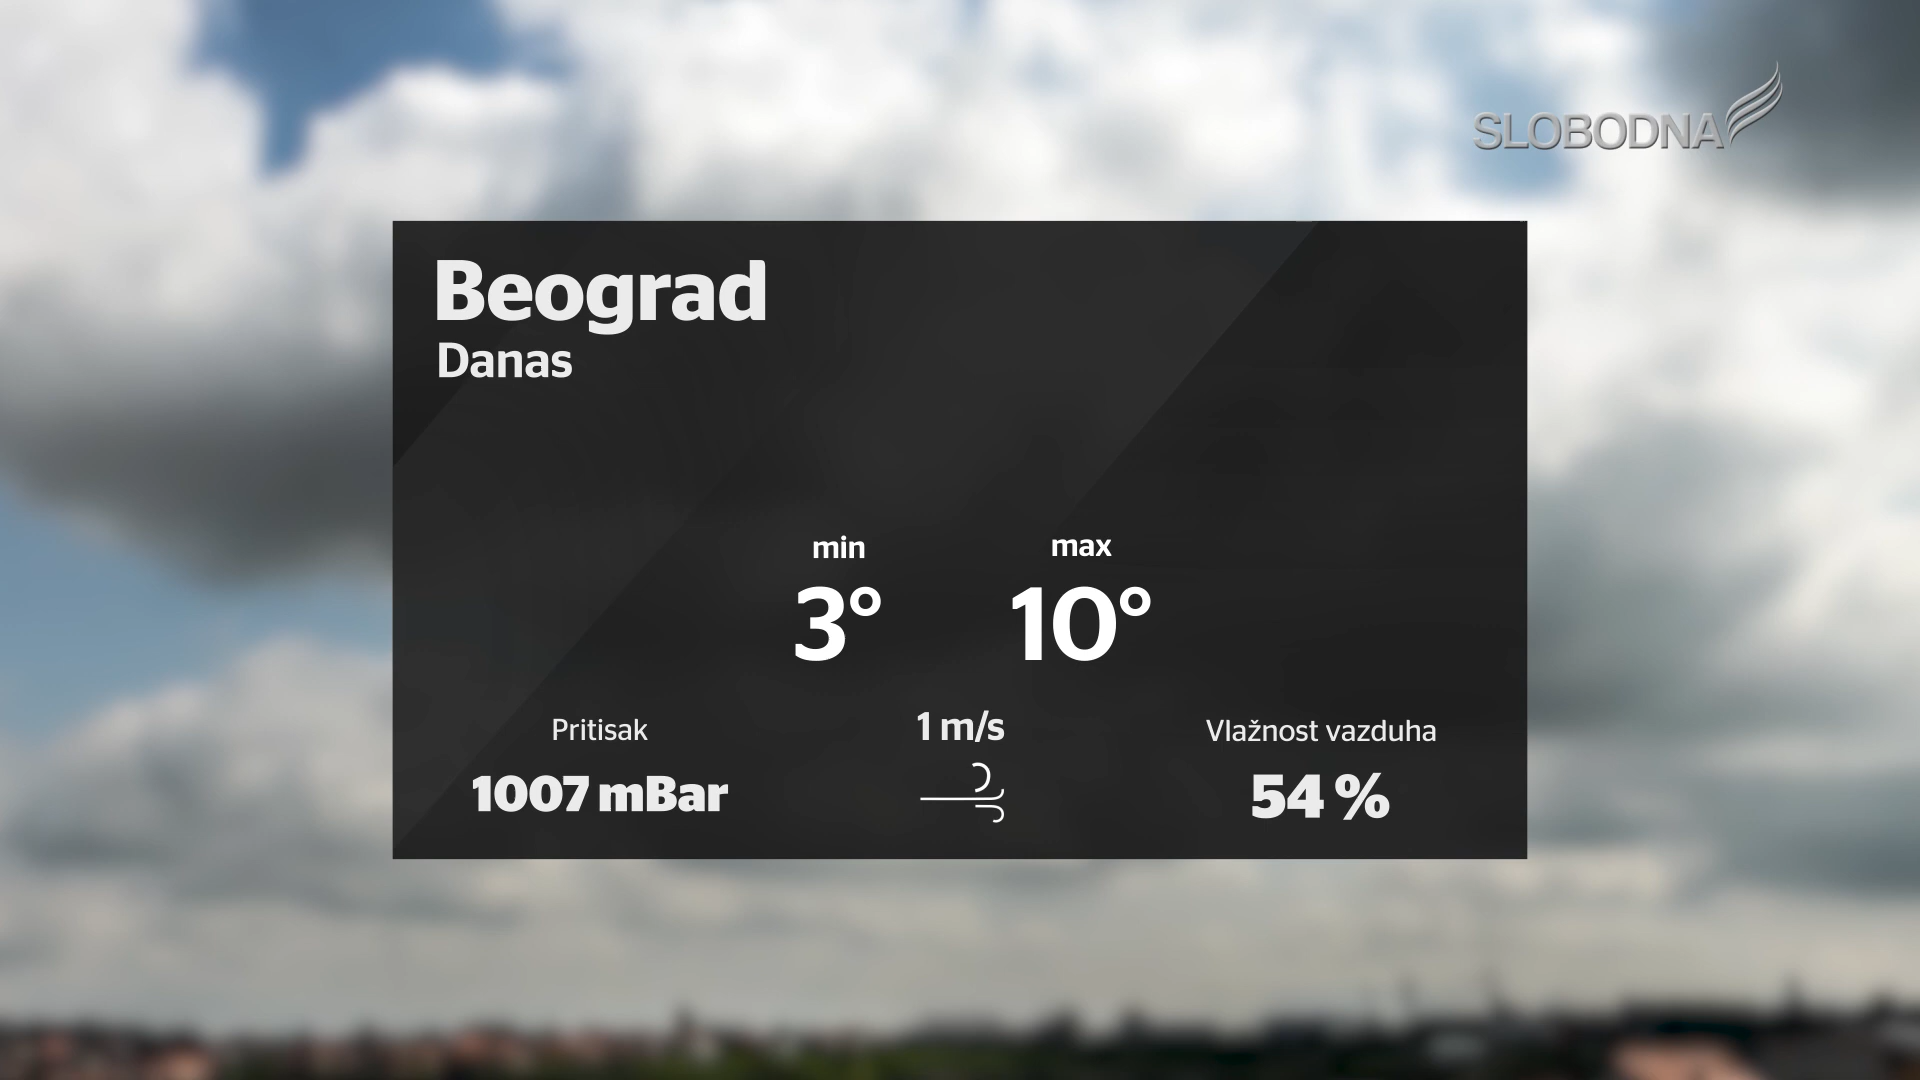 SLOBODNA
Beograd
Danas
min max
3° 10°
Pritisak 1 m/s Vlažnost vazduha
1007 mBar 54 %